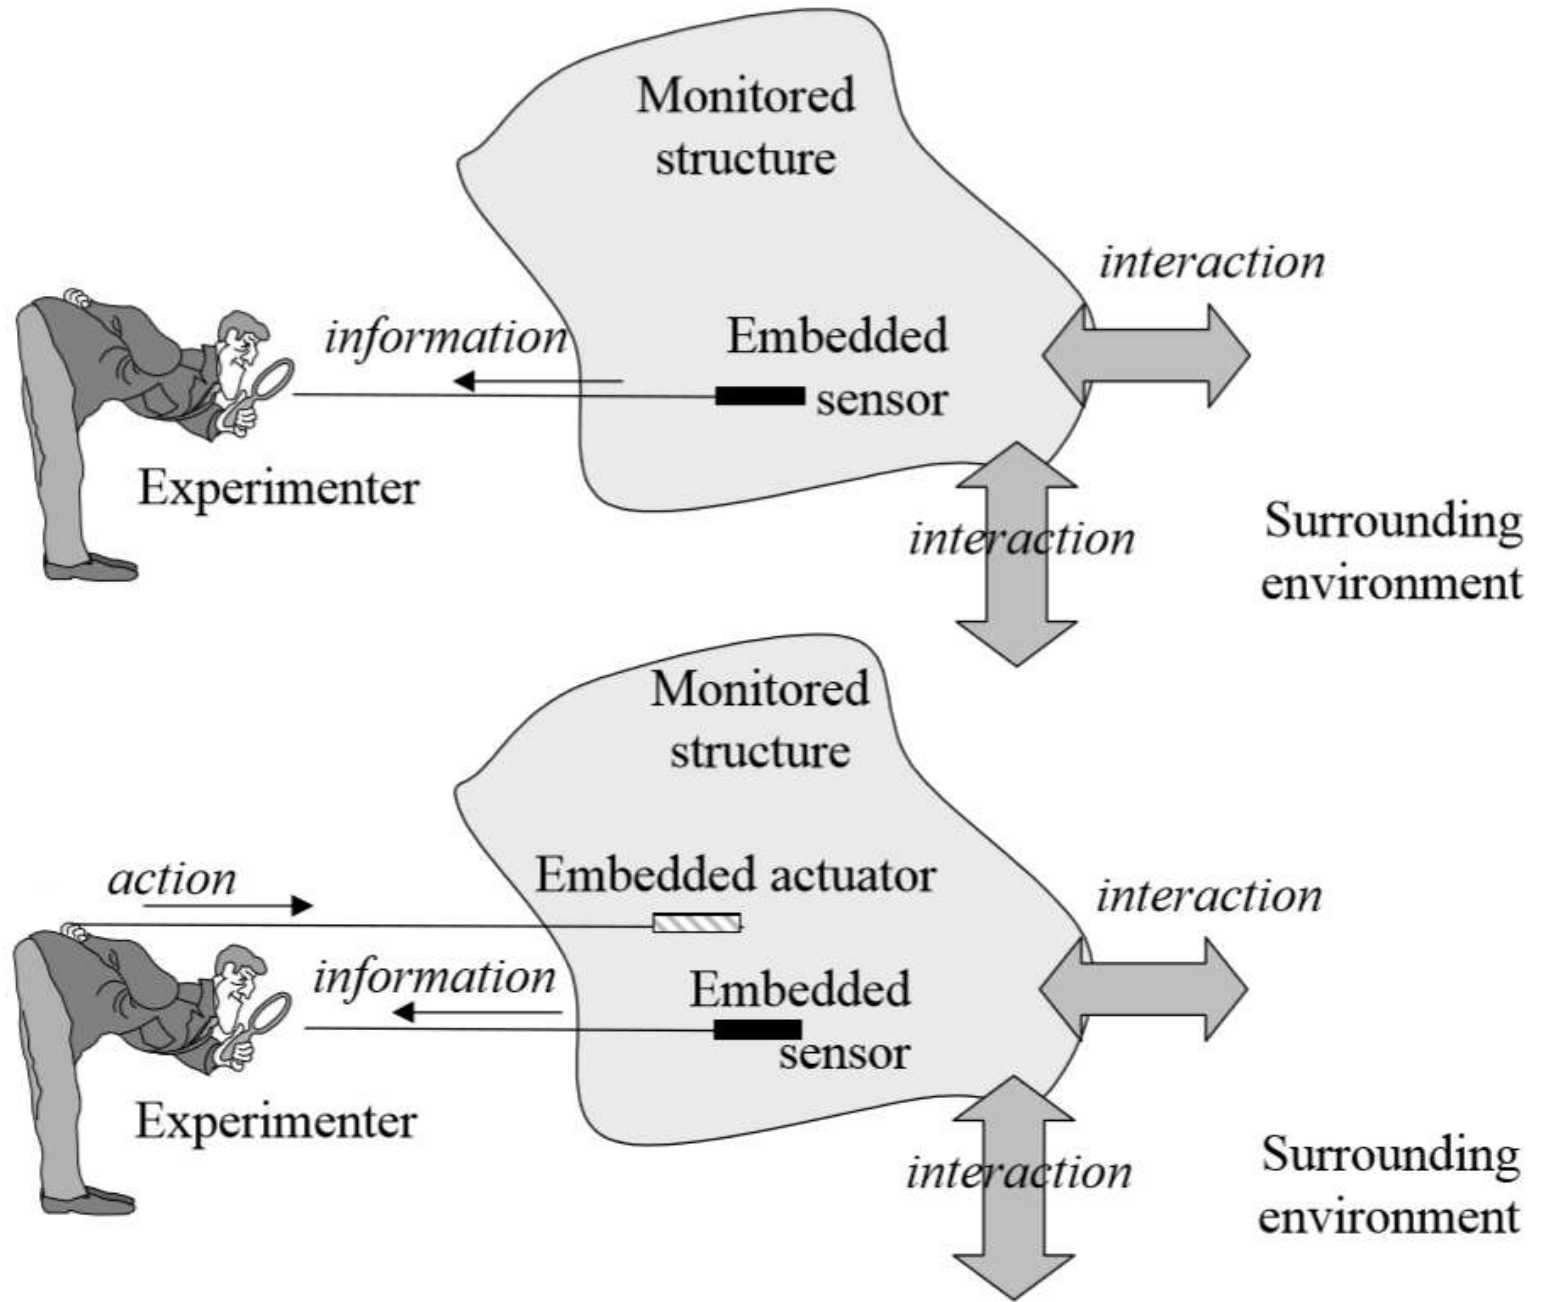 Monitored
structure
interaction
information
Embedded
sensor
Experimenter
interaction
Surrounding
environment
Monitored
structure
Embedded actuator
action
interaction
information
Embedded
sensor
Experimenter
interaction
Surrounding
environment